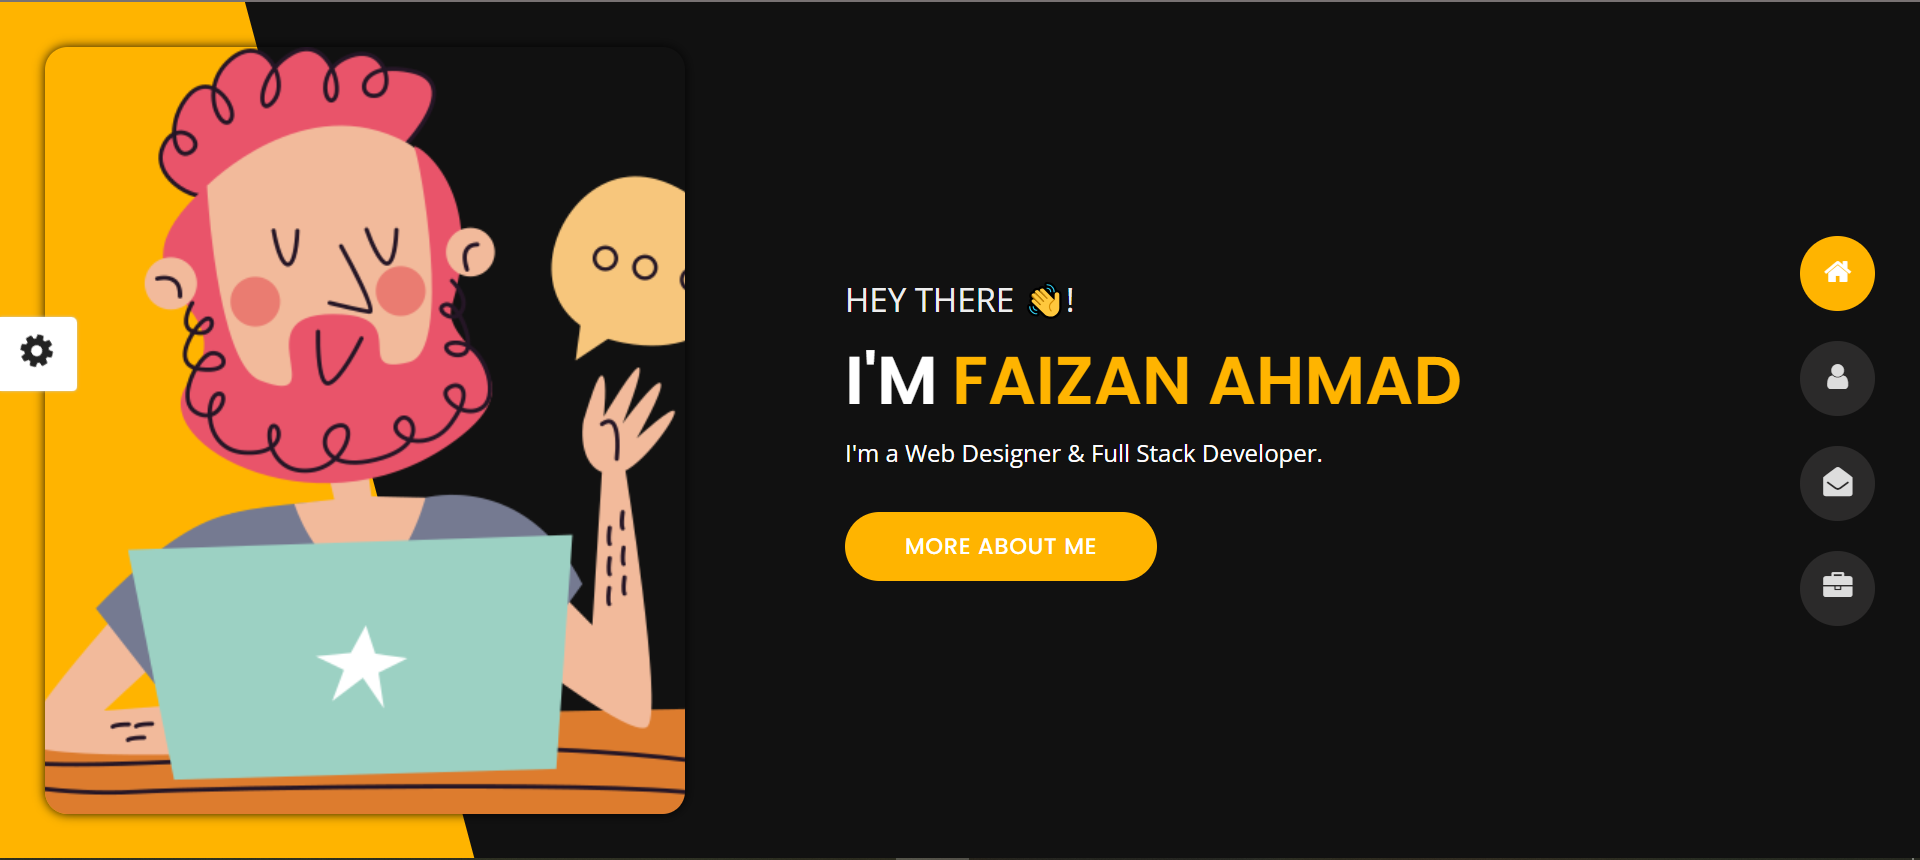 HEY THERE 👋!
I'M FAIZAN AHMAD
I'm a Web Designer & Full Stack Developer.
MORE ABOUT ME